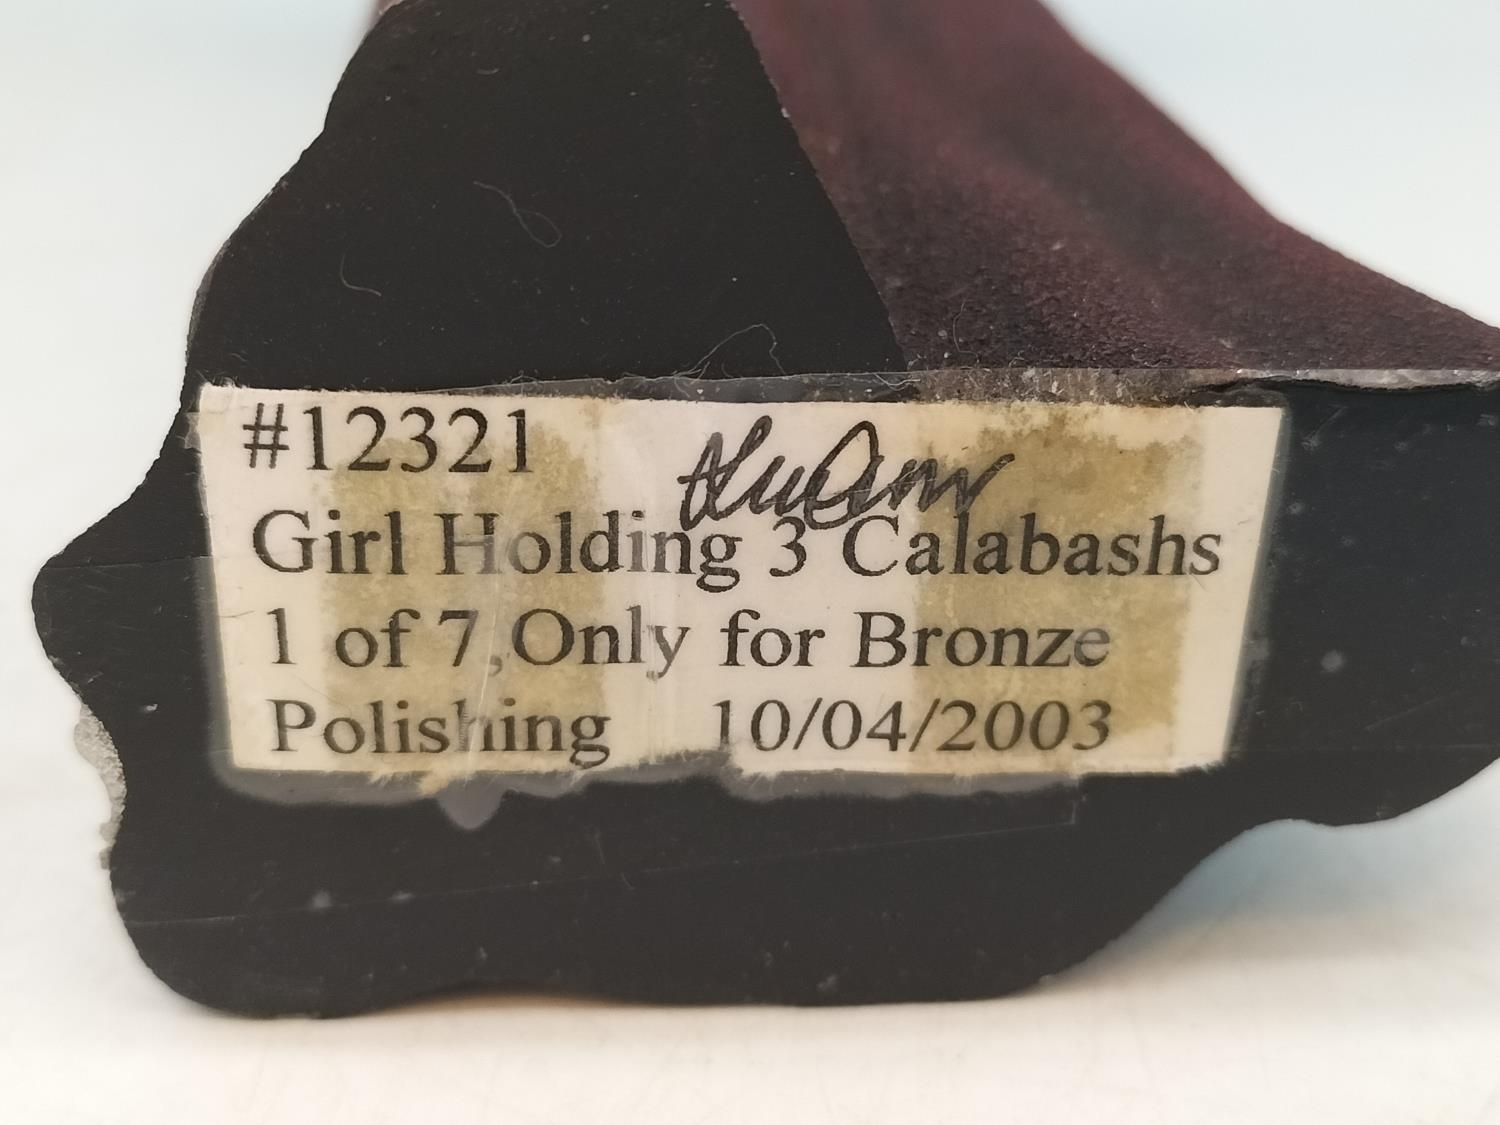 #12321
Girl Holding 3 Calabashs
1 of 7,Only for Bronze
Polishing 10/04/2003